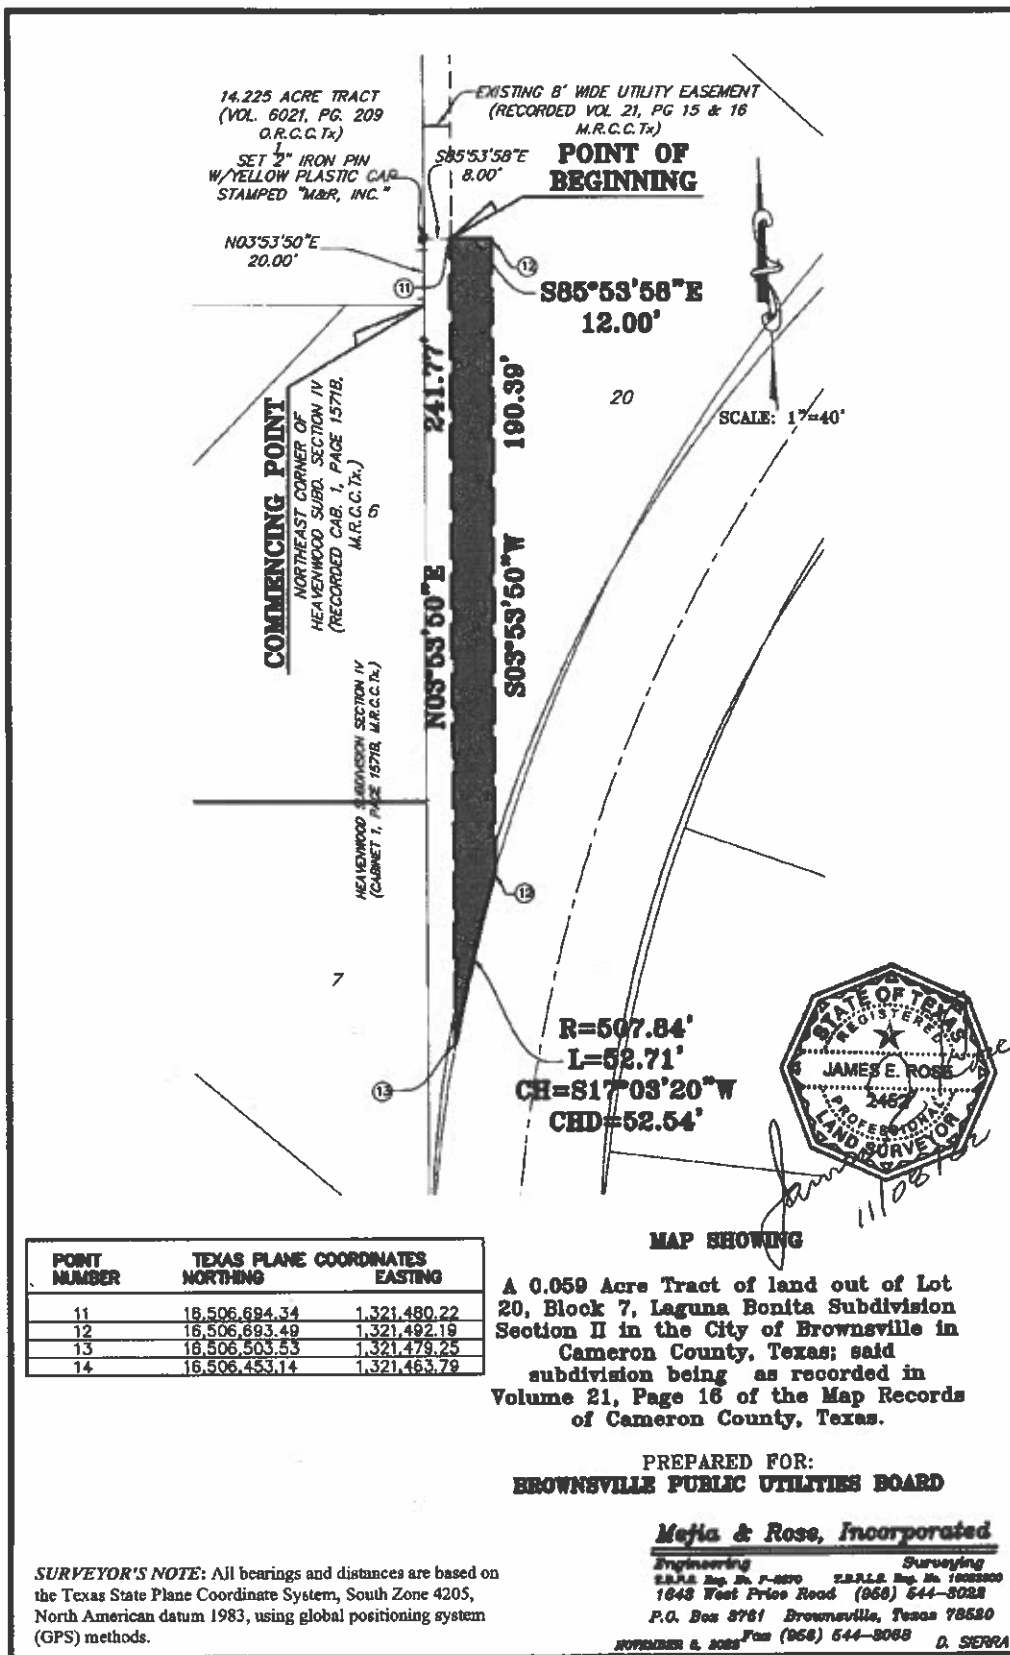 14.225 ACRE TRACT
(VOL. 6021, PG. 209
O.R.C.C.Tx)
SET 1/2" IRON PIN
W/YELLOW PLASTIC CAP
STAMPED "M&R, INC."
EXISTING 8' WIDE UTILITY EASEMENT
(RECORDED VOL. 21, PG 15 & 16
M.R.C.C.Tx)
S85°53'58"E
8.00'
POINT OF
BEGINNING
N03°53'50"E
20.00'
11
12
S85°53'58"E
12.00'
241.77'
N03°53'50"E
190.39'
S03°53'50"W
20
SCALE: 1"=40'
COMMENCING POINT
NORTHEAST CORNER OF
HEAVENWOOD SUBD. SECTION IV
(RECORDED CAB. 1, PAGE 1571B,
M.R.C.C.Tx.)
6
HEAVENWOOD SUBDIVISION SECTION IV
(CABINET 1, PAGE 1571B, M.R.C.C.Tx.)
7
R=507.84'
L=52.71'
CH=S17°03'20"W
CHD=52.54'
STATE OF TEXAS
REGISTERED
JAMES E. ROSE
2452
PROFESSIONAL
LAND SURVEYOR
MAP SHOWING
A 0.059 Acre Tract of land out of Lot
20, Block 7, Laguna Bonita Subdivision
Section II in the City of Brownsville in
Cameron County, Texas; said
subdivision being as recorded in
Volume 21, Page 16 of the Map Records
of Cameron County, Texas.
POINT NUMBER TEXAS PLANE COORDINATES
NORTHING EASTING
11 16,506,694.34 1,321,480.22
12 16,506,693.49 1,321,492.19
13 16,506,503.53 1,321,479.25
14 16,506,453.14 1,321,463.79
PREPARED FOR:
BROWNSVILLE PUBLIC UTILITIES BOARD
Mejia & Rose, Incorporated
Engineering Surveying
1643 West Price Road (956) 544-3022
P.O. Box 3761 Brownsville, Texas 78520
Fax (956) 544-3068 D. SIERRA
SURVEYOR'S NOTE: All bearings and distances are based on
the Texas State Plane Coordinate System, South Zone 4205,
North American datum 1983, using global positioning system
(GPS) methods.